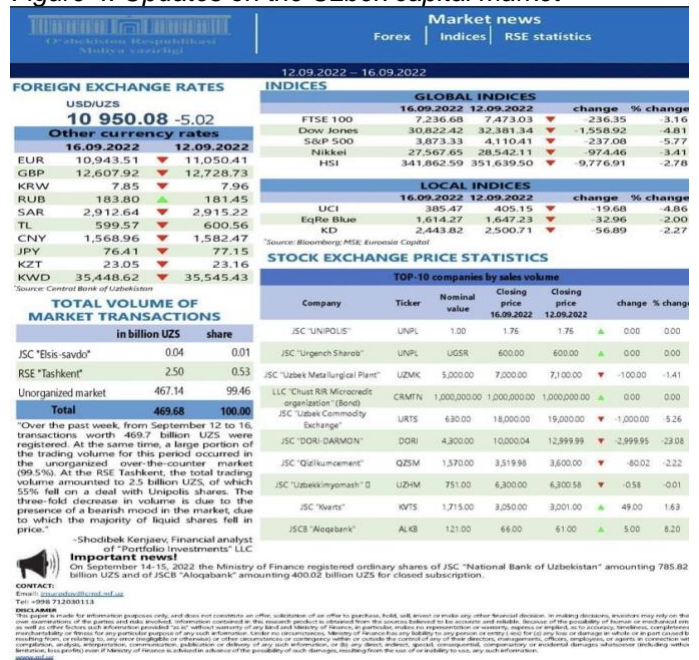 Figure 4. Updates on the Uzbek capital market
O'zbekiston Respublikasi
Moliya vazirligi
Market news
Forex | Indices | RSE statistics
12.09.2022 – 16.09.2022
FOREIGN EXCHANGE RATES
USD/UZS
10 950.08 -5.02
Other currency rates
16.09.2022 12.09.2022
EUR 10,943.51 ▼ 11,050.41
GBP 12,607.92 ▼ 12,728.73
KRW 7.85 ▼ 7.96
RUB 183.80 ▲ 181.45
SAR 2,912.64 ▼ 2,915.22
TL 599.57 ▼ 600.56
CNY 1,568.96 ▼ 1,582.47
JPY 76.41 ▼ 77.15
KZT 23.05 ▼ 23.16
KWD 35,448.62 ▼ 35,545.43
*Source: Central Bank of Uzbekistan
TOTAL VOLUME OF
MARKET TRANSACTIONS
in billion UZS share
JSC "Elsis-savdo" 0.04 0.01
RSE "Tashkent" 2.50 0.53
Unorganized market 467.14 99.46
Total 469.68 100.00
"Over the past week, from September 12 to 16,
transactions worth 469.7 billion UZS were
registered. At the same time, a large portion of
the trading volume for this period occurred in
the unorganized over-the-counter market
(99.5%). At the RSE Tashkent, the total trading
volume amounted to 2.5 billion UZS, of which
55% fell on a deal with Unipolis shares. The
three-fold decrease in volume is due to the
presence of a bearish mood in the market, due
to which the majority of liquid shares fell in
price."
-Shodibek Kenjaev, Financial analyst
of "Portfolio Investments" LLC
INDICES
GLOBAL INDICES
16.09.2022 12.09.2022 change % change
FTSE 100 7,236.68 7,473.03 ▼ -236.35 -3.16
Dow Jones 30,822.42 32,381.34 ▼ -1,558.92 -4.81
S&P 500 3,873.33 4,110.41 ▼ -237.08 -5.77
Nikkei 27,567.65 28,542.11 ▼ -974.46 -3.41
HSI 341,862.59 351,639.50 ▼ -9,776.91 -2.78
LOCAL INDICES
16.09.2022 12.09.2022 change % change
UCI 385.47 405.15 ▼ -19.68 -4.86
EqRe Blue 1,614.27 1,647.23 ▼ -32.96 -2.00
KD 2,443.82 2,500.71 ▼ -56.89 -2.27
*Source: Bloomberg; MSE; Eurasia Capital
STOCK EXCHANGE PRICE STATISTICS
TOP-10 companies by sales volume
Company Ticker Nominal value Closing price 16.09.2022 Closing price 12.09.2022 change % change
JSC "UNIPOLIS" UNPL 1.00 1.76 1.76 ▲ 0.00 0.00
JSC "Urgench Sharob" UNPL UGSR 600.00 600.00 ▲ 0.00 0.00
JSC "Uzbek Metallurgical Plant" UZMK 5,000.00 7,000.00 7,100.00 ▼ -100.00 -1.41
LLC "Chust RIR Microcredit organization" (Bond) CRMTN 1,000,000.00 1,000,000.00 1,000,000.00 ▲ 0.00 0.00
JSC "Uzbek Commodity Exchange" URTS 630.00 18,000.00 19,000.00 ▼ -1,000.00 -5.26
JSC "DORI-DARMON" DORI 4,300.00 10,000.04 12,999.99 ▼ -2,999.95 -23.08
JSC "Qizilkumcement" QZSM 1,570.00 3,519.98 3,600.00 ▼ -80.02 -2.22
JSC "Uzbekkimyomash" UZHM 751.00 6,300.00 6,300.58 ▼ -0.58 -0.01
JSC "Kvarts" KVTS 1,715.00 3,050.00 3,001.00 ▲ 49.00 1.63
JSCB "Aloqabank" ALKB 121.00 66.00 61.00 ▲ 5.00 8.20
Important news!
On September 14-15, 2022 the Ministry of Finance registered ordinary shares of JSC "National Bank of Uzbekistan" amounting 785.82
billion UZS and of JSCB "Aloqabank" amounting 400.02 billion UZS for closed subscription.
CONTACT:
Tel: +998 712030113
DISCLAIMER